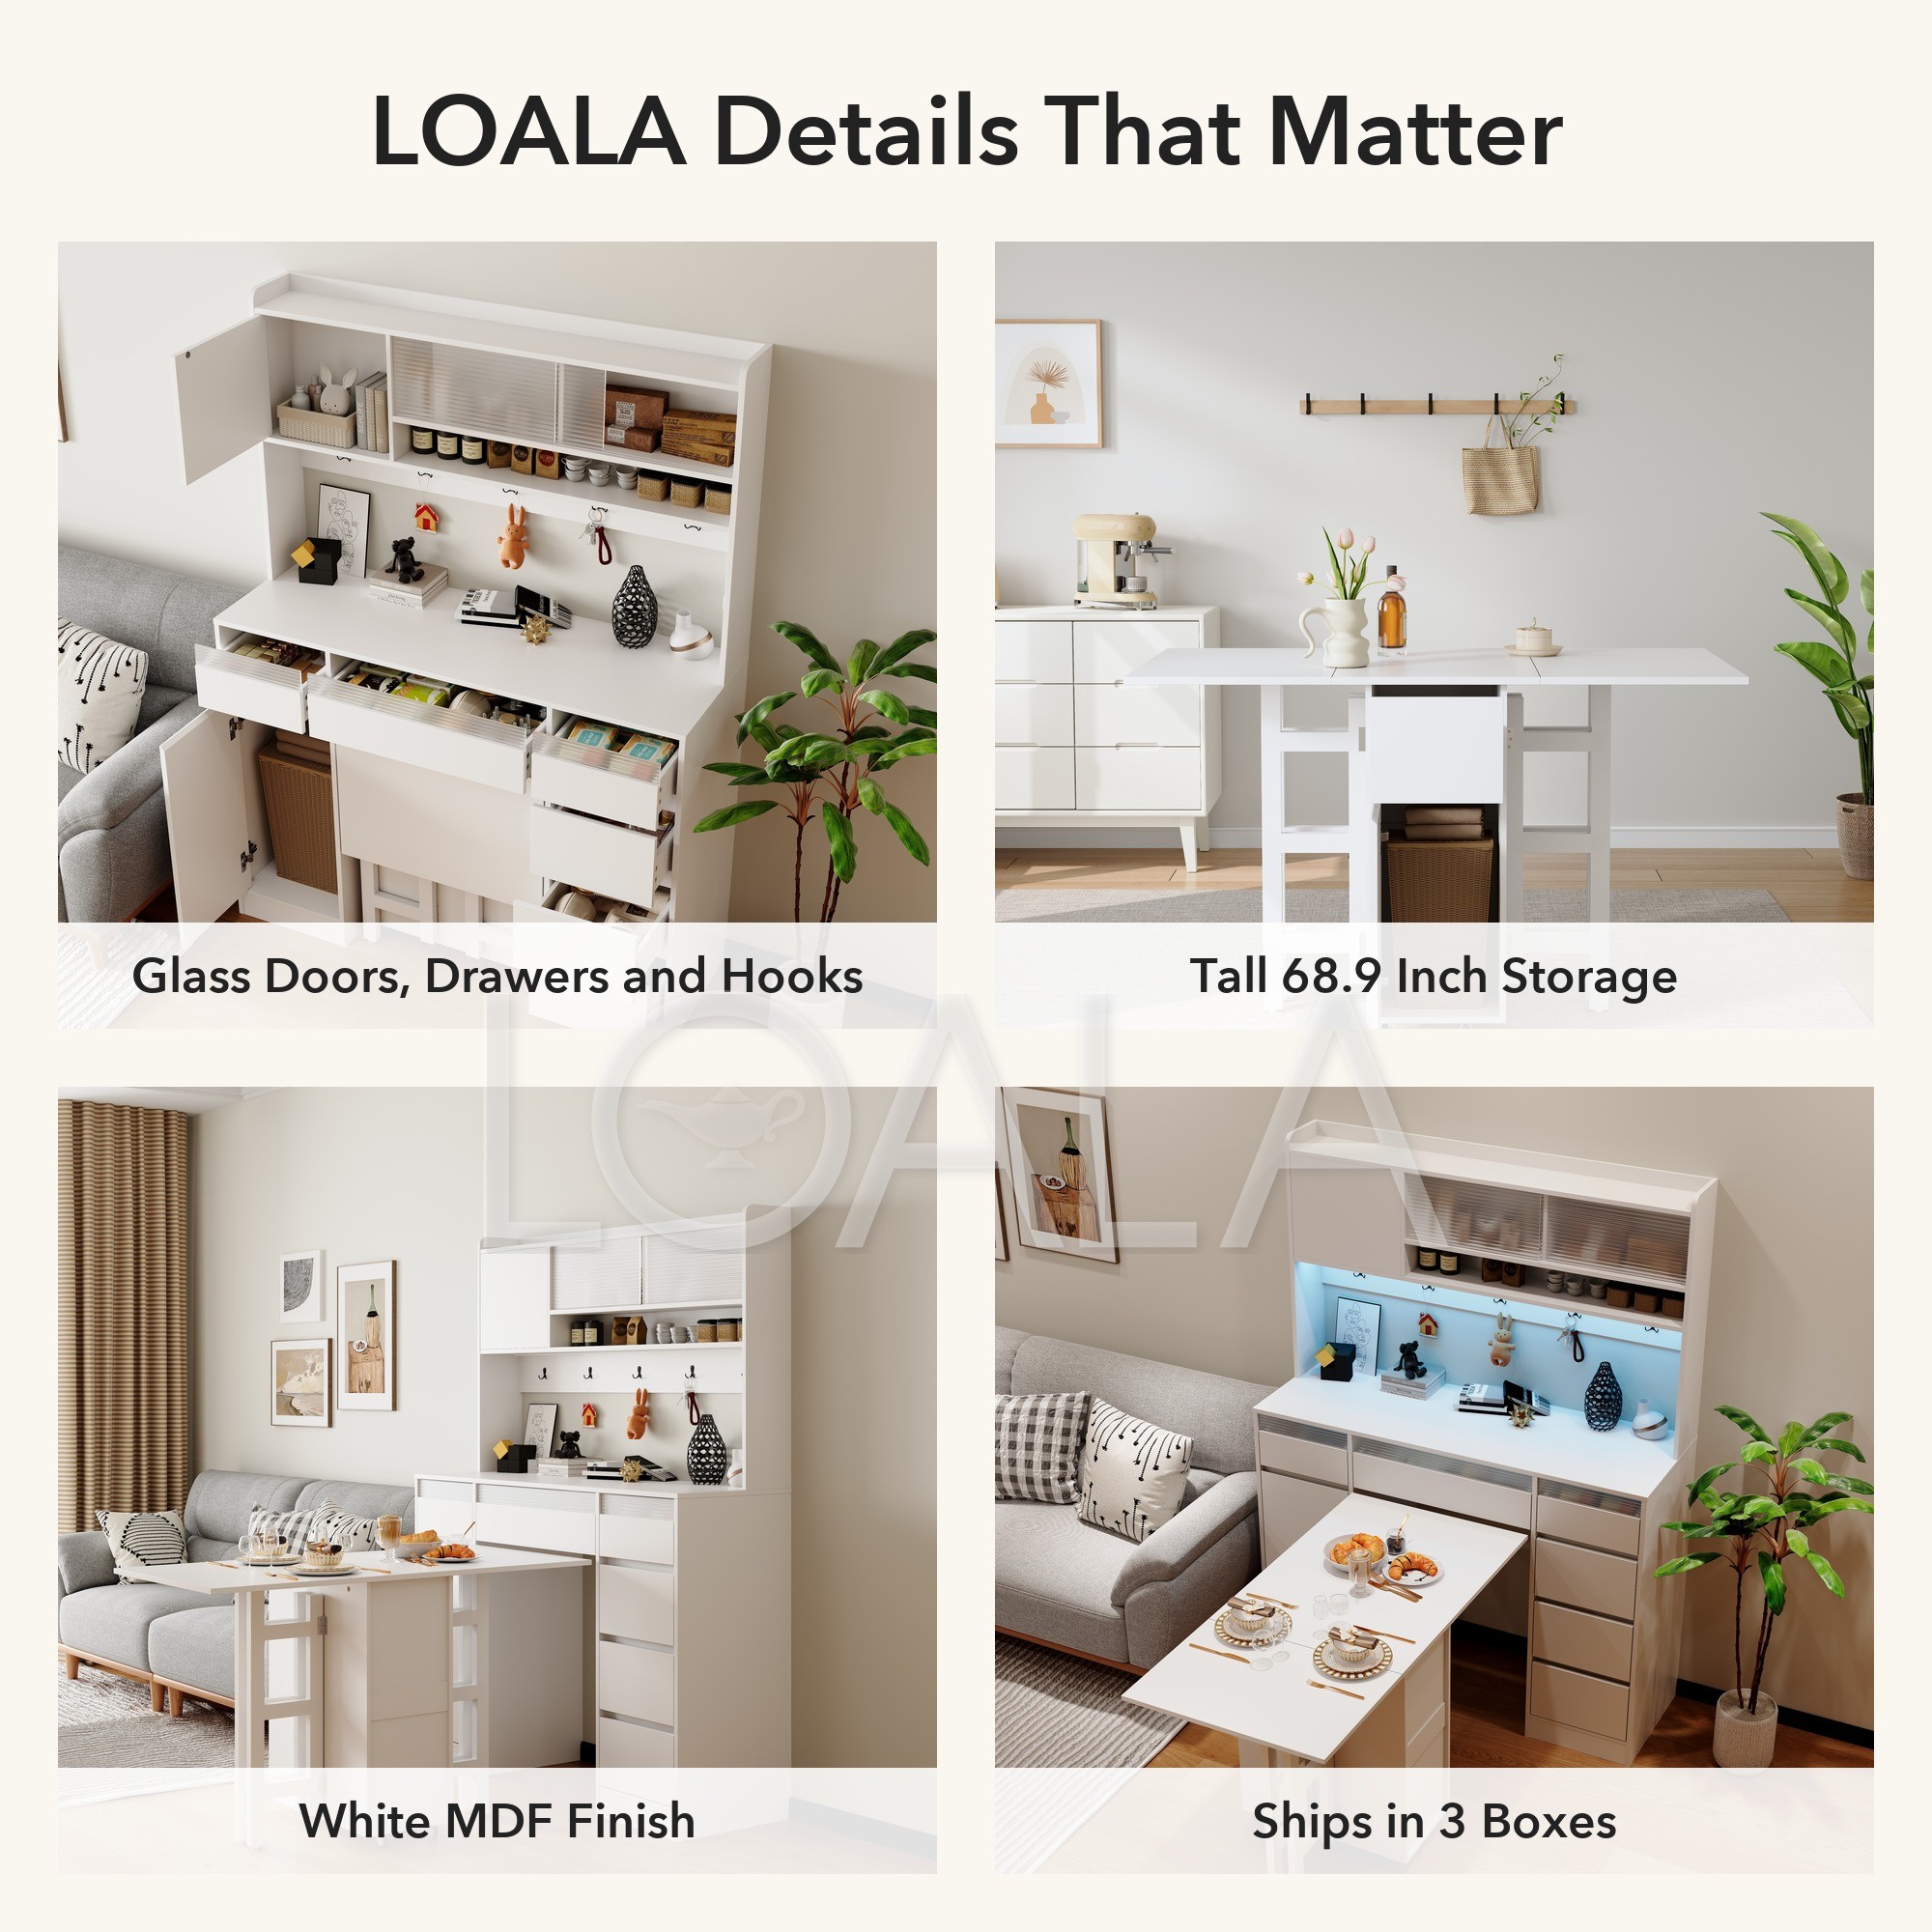 LOALA Details That Matter
Glass Doors, Drawers and Hooks
Tall 68.9 Inch Storage
LOALA
White MDF Finish
Ships in 3 Boxes